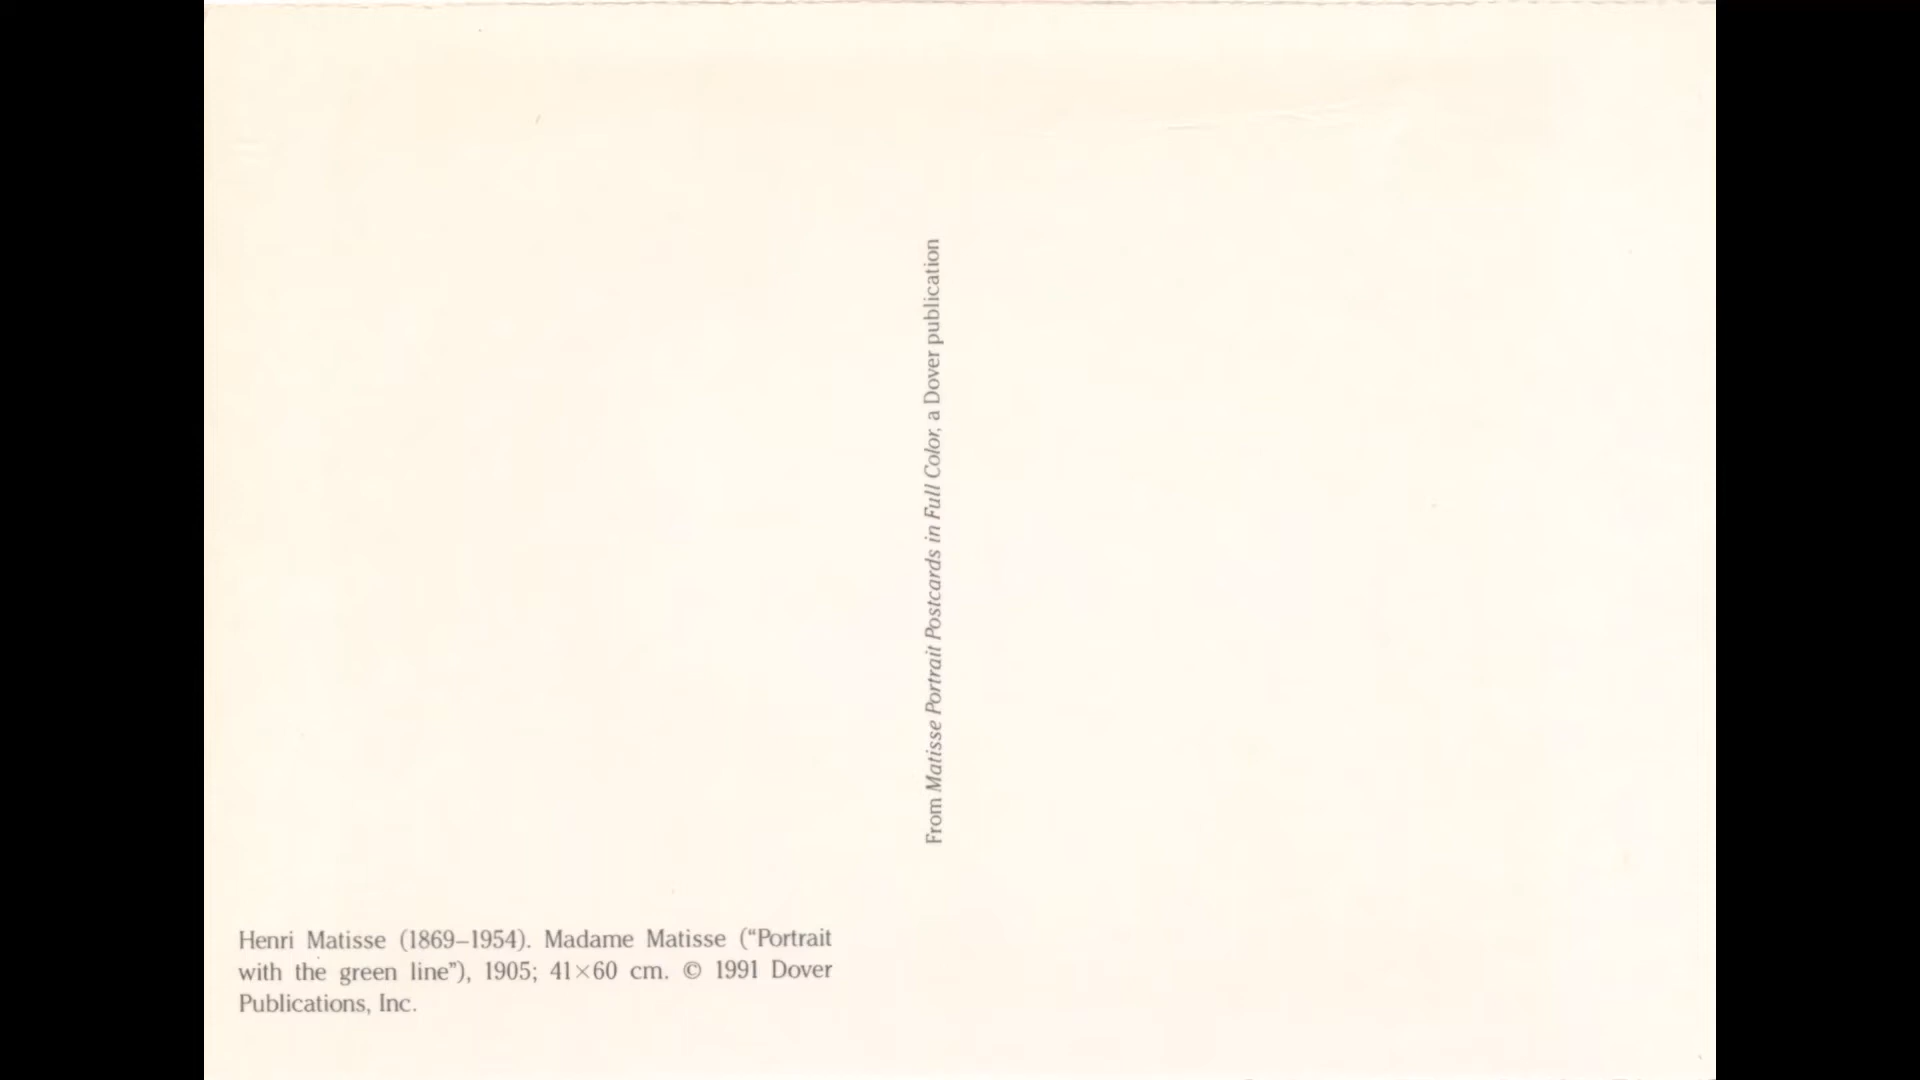 From Matisse Portrait Postcards in Full Color, a Dover publication
Henri Matisse (1869–1954). Madame Matisse (“Portrait
with the green line”), 1905; 41×60 cm. © 1991 Dover
Publications, Inc.